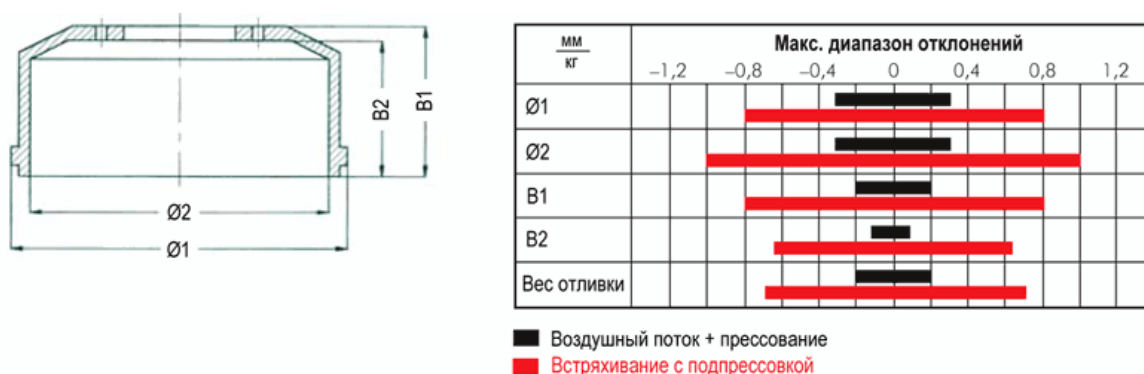 B2
B1
Ø2
Ø1
мм
кг
Макс. диапазон отклонений
–1,2 –0,8 –0,4 0 0,4 0,8 1,2
Ø1
Ø2
B1
B2
Вес отливки
Воздушный поток + прессование
Встряхивание с подпрессовкой